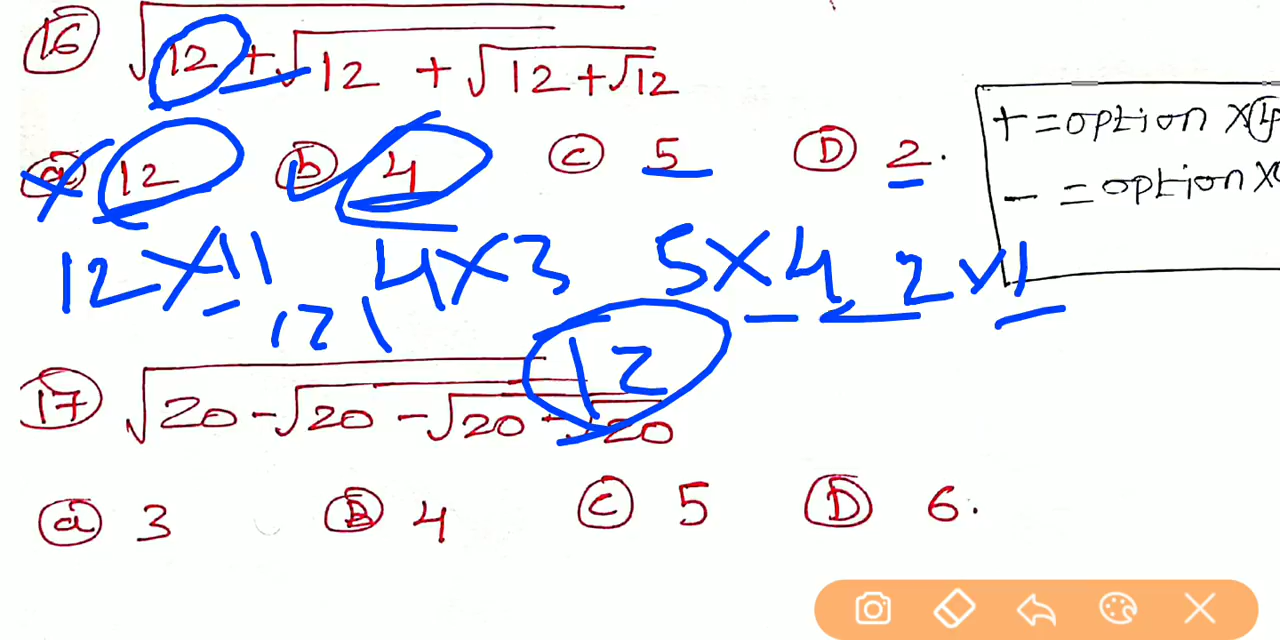 16 √12 + √12 + √12 + √12
+ = option ×
- = option ×
a 12 b 4 c 5 D 2.
12 × 11 4 × 3 5 × 4 2 × 1
121 12
17 √20 - √20 - √20 - √20
a 3 B 4 C 5 D 6.